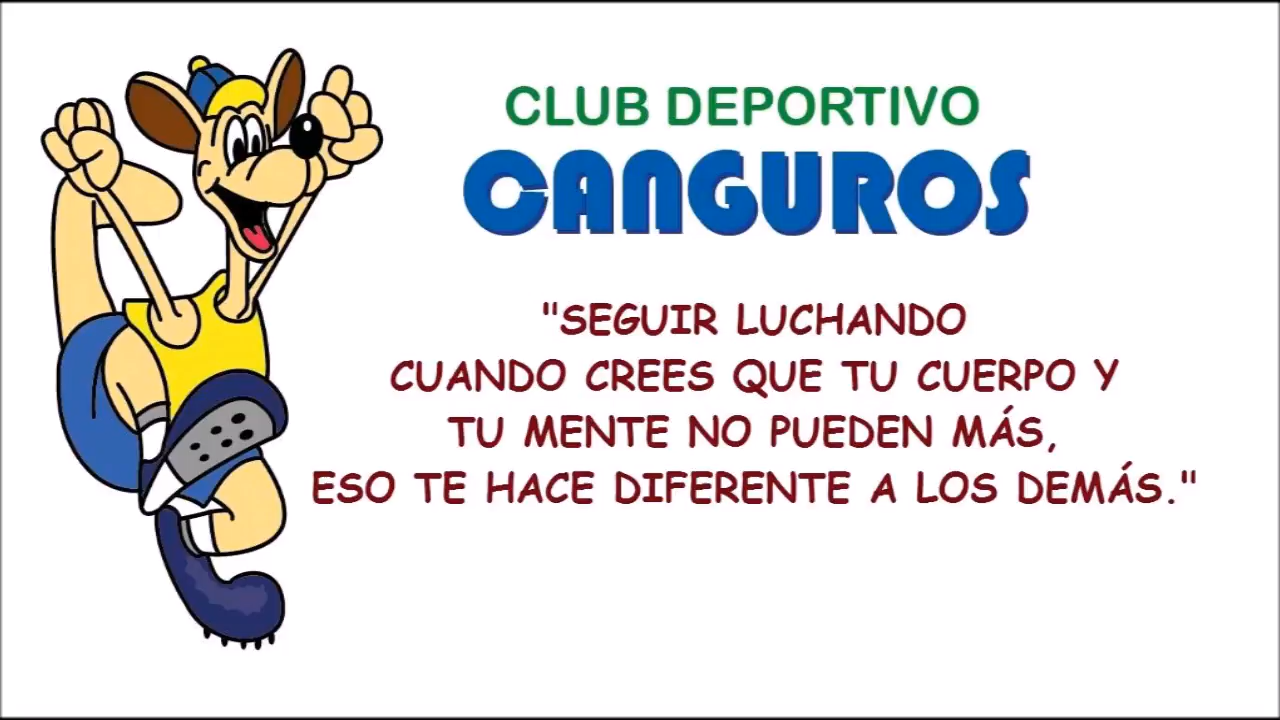 CLUB DEPORTIVO
CANGUROS
"SEGUIR LUCHANDO
CUANDO CREES QUE TU CUERPO Y
TU MENTE NO PUEDEN MÁS,
ESO TE HACE DIFERENTE A LOS DEMÁS."